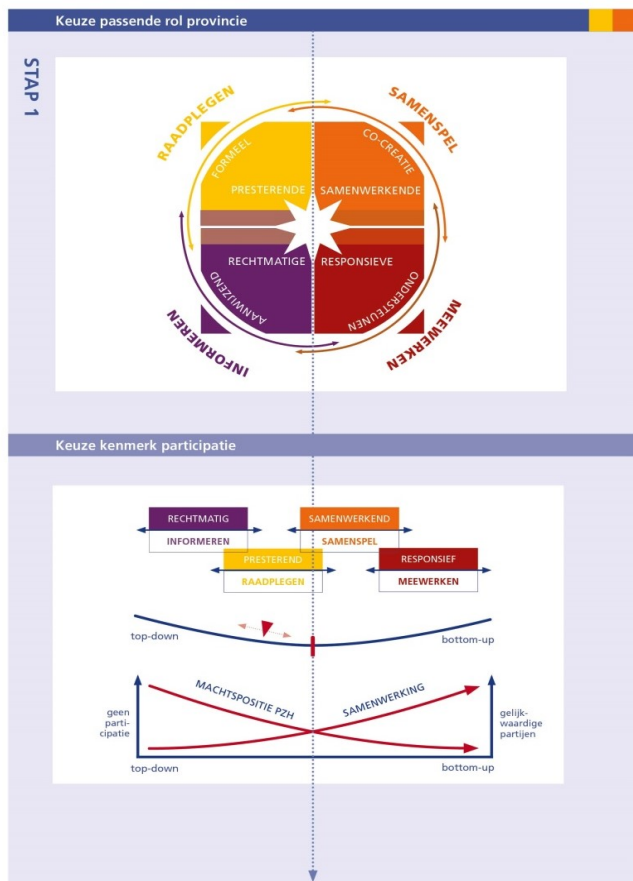 Keuze passende rol provincie
STAP 1
RAADPLEGEN
SAMENSPEL
FORMEEL
CO-CREATIE
PRESTERENDE
SAMENWERKENDE
RECHTMATIGE
RESPONSIEVE
AANWIJZEND
ONDERSTEUNEN
INFORMEREN
MEEWERKEN
Keuze kenmerk participatie
RECHTMATIG
SAMENWERKEND
INFORMEREN
SAMENSPEL
PRESTEREND
RESPONSIEF
RAADPLEGEN
MEEWERKEN
top-down
bottom-up
MACHTSPOSITIE PZH
SAMENWERKING
geen
parti-
cipatie
gelijk-
waardige
partijen
top-down
bottom-up